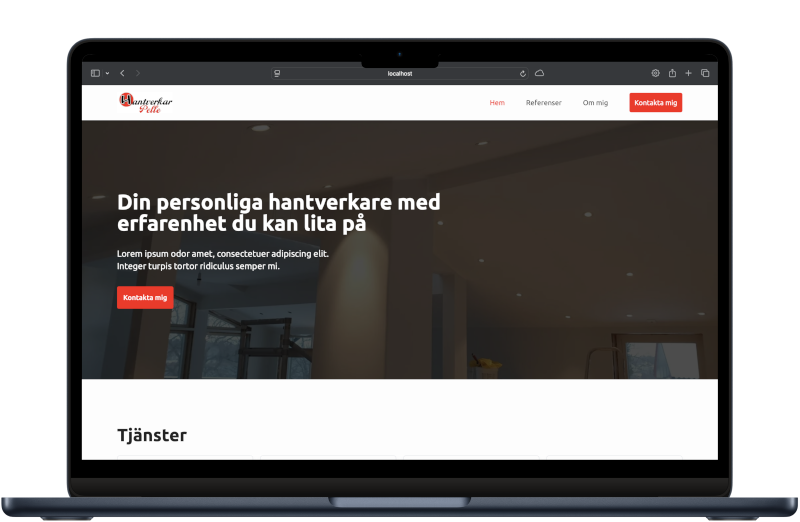 localhost
Hantverkar
Pelle
Hem
Referenser
Om mig
Kontakta mig
Din personliga hantverkare med
erfarenhet du kan lita på
Lorem ipsum odor amet, consectetuer adipiscing elit.
Integer turpis tortor ridiculus semper mi.
Kontakta mig
Tjänster